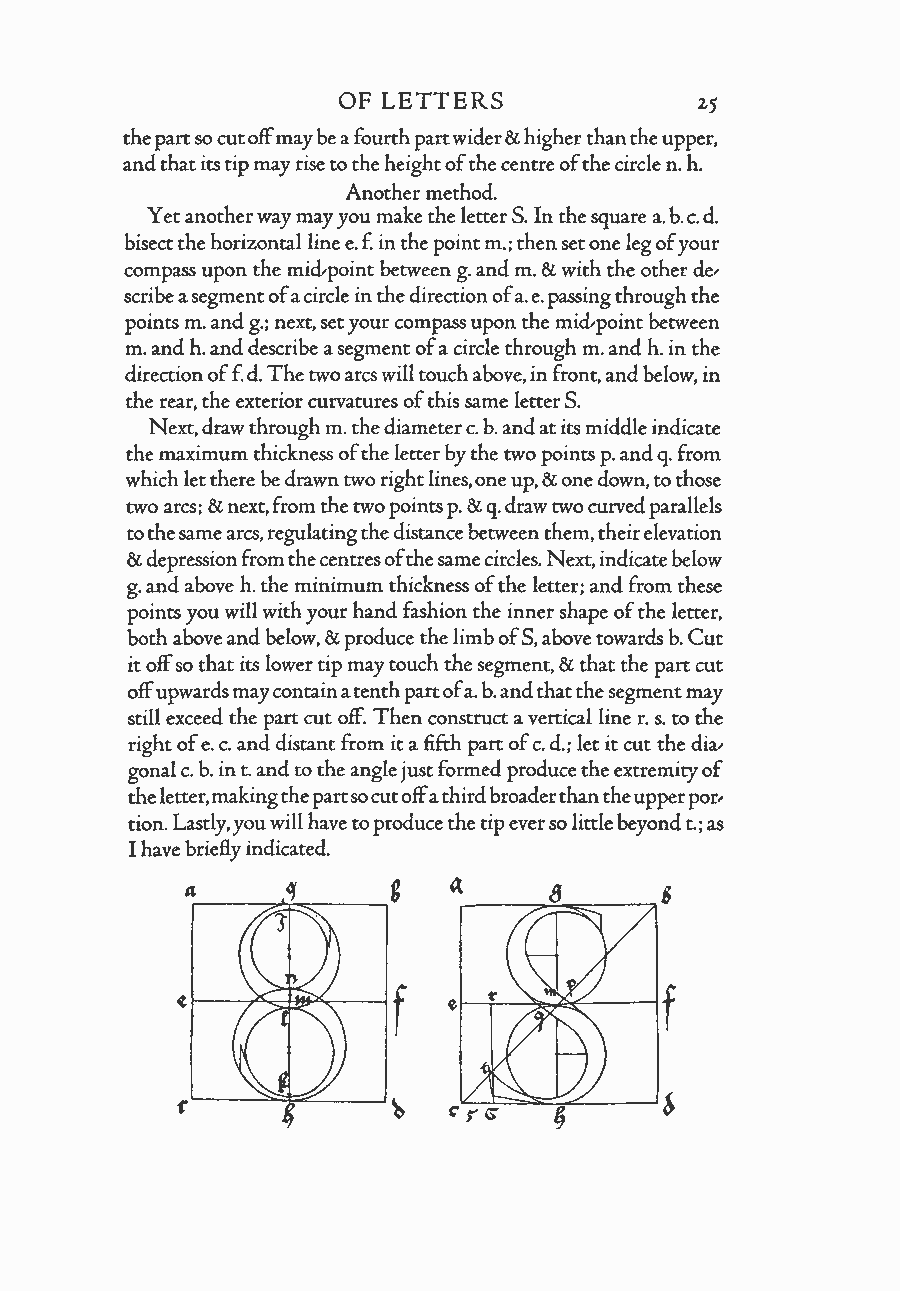 OF LETTERS 25
the part so cut off may be a fourth part wider & higher than the upper,
and that its tip may rise to the height of the centre of the circle n. h.
Another method.
Yet another way may you make the letter S. In the square a. b. c. d.
bisect the horizontal line e. f. in the point m.; then set one leg of your
compass upon the mid-point between g. and m. & with the other de-
scribe a segment of a circle in the direction of a. e. passing through the
points m. and g.; next, set your compass upon the mid-point between
m. and h. and describe a segment of a circle through m. and h. in the
direction of f. d. The two arcs will touch above, in front, and below, in
the rear, the exterior curvatures of this same letter S.
Next, draw through m. the diameter c. b. and at its middle indicate
the maximum thickness of the letter by the two points p. and q. from
which let there be drawn two right lines, one up, & one down, to those
two arcs; & next, from the two points p. & q. draw two curved parallels
to the same arcs, regulating the distance between them, their elevation
& depression from the centres of the same circles. Next, indicate below
g. and above h. the minimum thickness of the letter; and from these
points you will with your hand fashion the inner shape of the letter,
both above and below, & produce the limb of S, above towards b. Cut
it off so that its lower tip may touch the segment, & that the part cut
off upwards may contain a tenth part of a. b. and that the segment may
still exceed the part cut off. Then construct a vertical line r. s. to the
right of e. c. and distant from it a fifth part of c. d.; let it cut the dia-
gonal c. b. in t. and to the angle just formed produce the extremity of
the letter, making the part so cut off a third broader than the upper por-
tion. Lastly, you will have to produce the tip ever so little beyond t.; as
I have briefly indicated.
a g b a g b
n m p
e m f e r f
l q
k
c h d c s h d